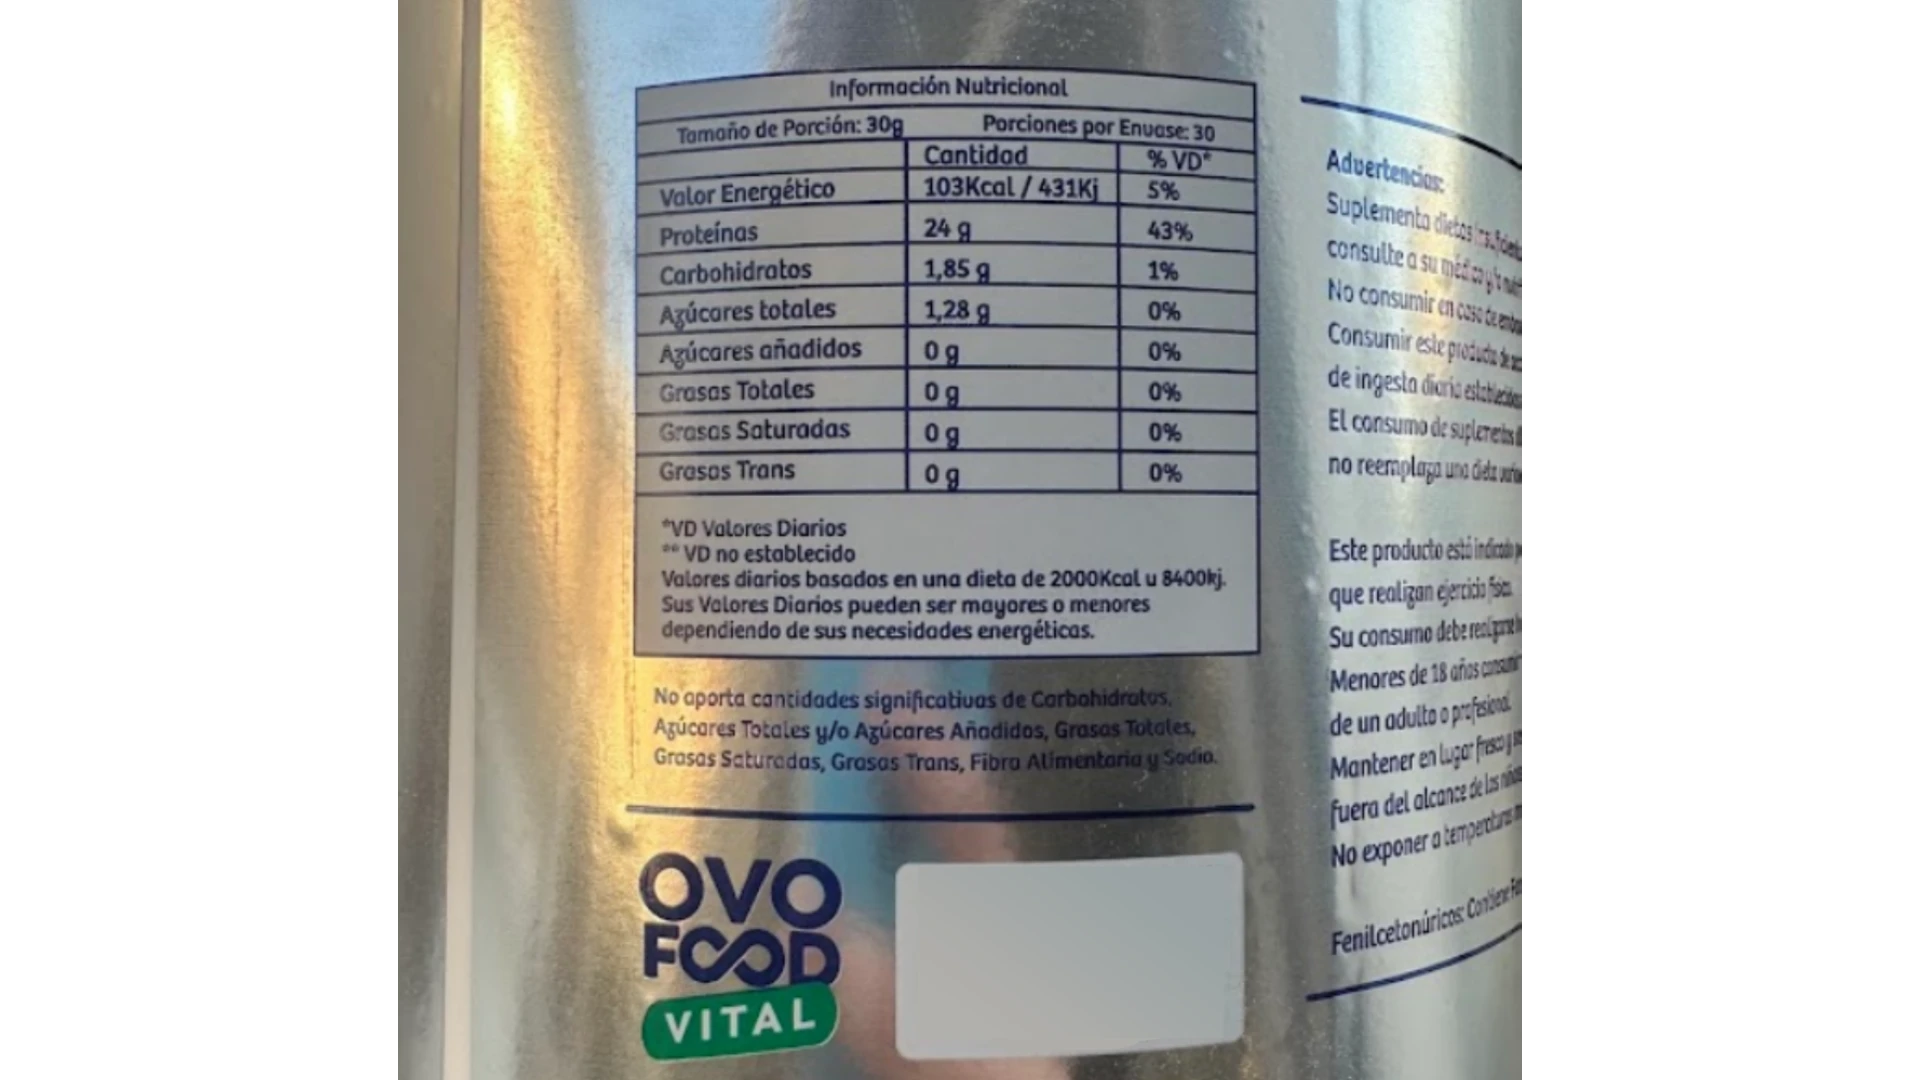 Información Nutricional
Tamaño de Porción: 30g Porciones por Envase: 30
Cantidad % VD*
Valor Energético 103Kcal / 431Kj 5%
Proteínas 24 g 43%
Carbohidratos 1,85 g 1%
Azúcares totales 1,28 g 0%
Azúcares añadidos 0 g 0%
Grasas Totales 0 g 0%
Grasas Saturadas 0 g 0%
Grasas Trans 0 g 0%
*VD Valores Diarios
** VD no establecido
Valores diarios basados en una dieta de 2000Kcal u 8400kj.
Sus Valores Diarios pueden ser mayores o menores
dependiendo de sus necesidades energéticas.
No aporta cantidades significativas de Carbohidratos,
Azúcares Totales y/o Azúcares Añadidos, Grasas Totales,
Grasas Saturadas, Grasas Trans, Fibra Alimentaria y Sodio.
OVO
FOOD
VITAL
Advertencias:
Suplementa dietas
consulte a su médico y/o
No consumir en caso de
Consumir este producto de
de ingesta diaria
El consumo de suplementos
no reemplaza una dieta
Este producto está indicado
que realizan ejercicio físico.
Su consumo debe
Menores de 18 años
de un adulto o profesional.
Mantener en lugar fresco y
fuera del alcance de los niños
No exponer a temperaturas
Fenilcetonúricos: Contiene